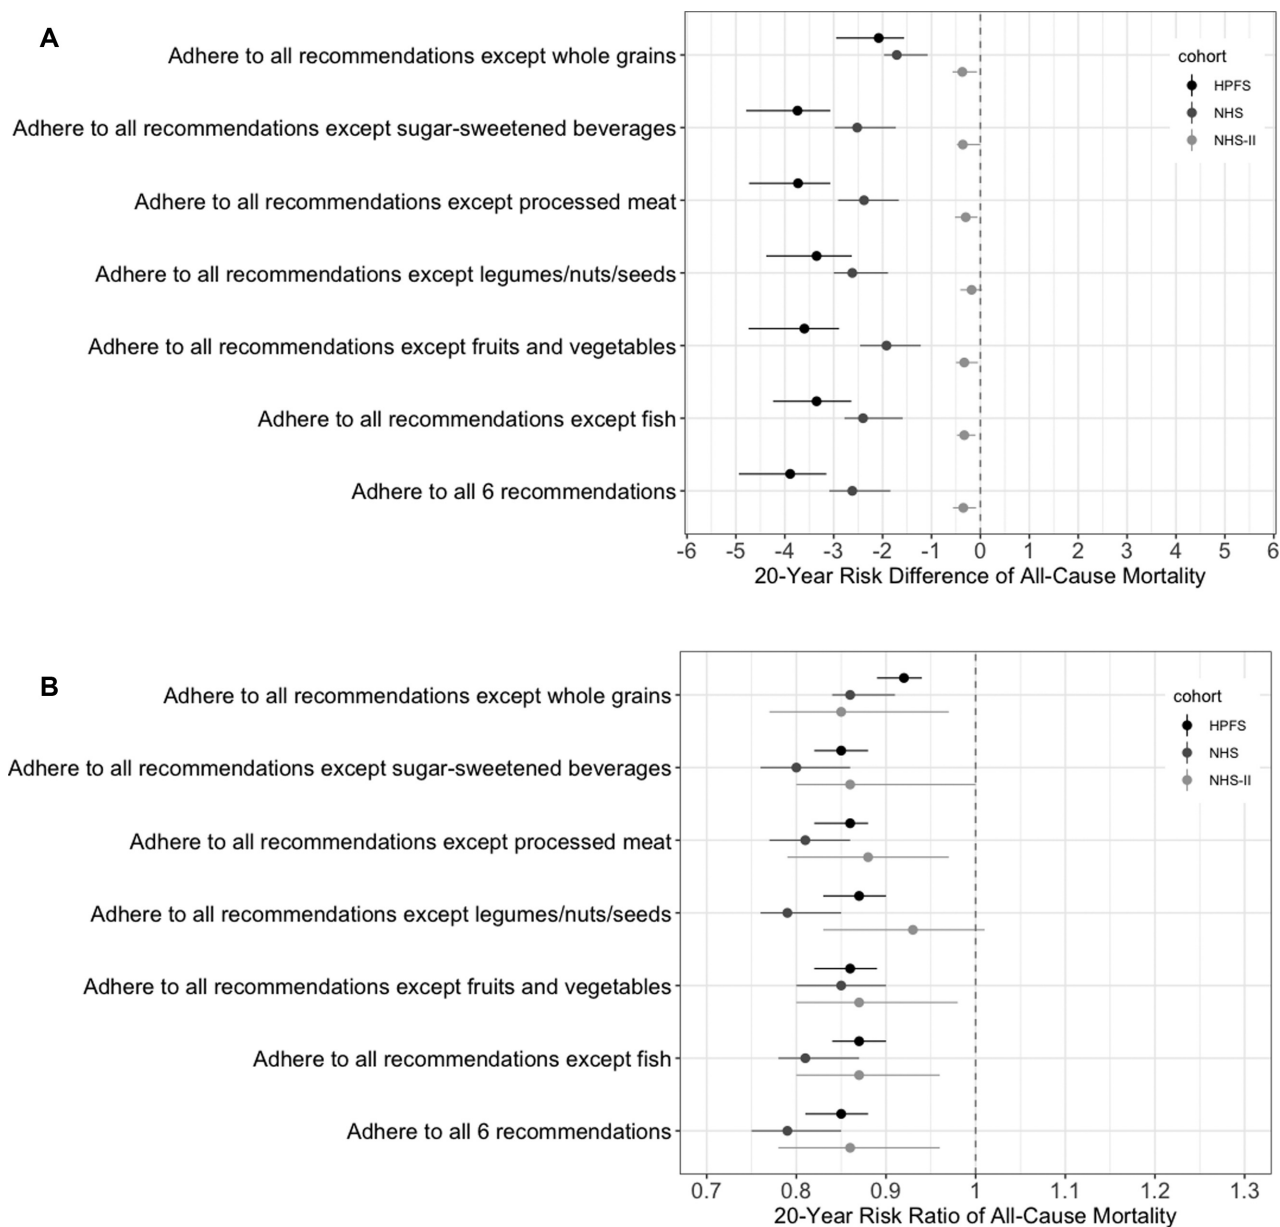 A
Adhere to all recommendations except whole grains
Adhere to all recommendations except sugar-sweetened beverages
Adhere to all recommendations except processed meat
Adhere to all recommendations except legumes/nuts/seeds
Adhere to all recommendations except fruits and vegetables
Adhere to all recommendations except fish
Adhere to all 6 recommendations
cohort
HPFS
NHS
NHS-II
-6 -5 -4 -3 -2 -1 0 1 2 3 4 5 6
20-Year Risk Difference of All-Cause Mortality
B
Adhere to all recommendations except whole grains
Adhere to all recommendations except sugar-sweetened beverages
Adhere to all recommendations except processed meat
Adhere to all recommendations except legumes/nuts/seeds
Adhere to all recommendations except fruits and vegetables
Adhere to all recommendations except fish
Adhere to all 6 recommendations
cohort
HPFS
NHS
NHS-II
0.7 0.8 0.9 1 1.1 1.2 1.3
20-Year Risk Ratio of All-Cause Mortality